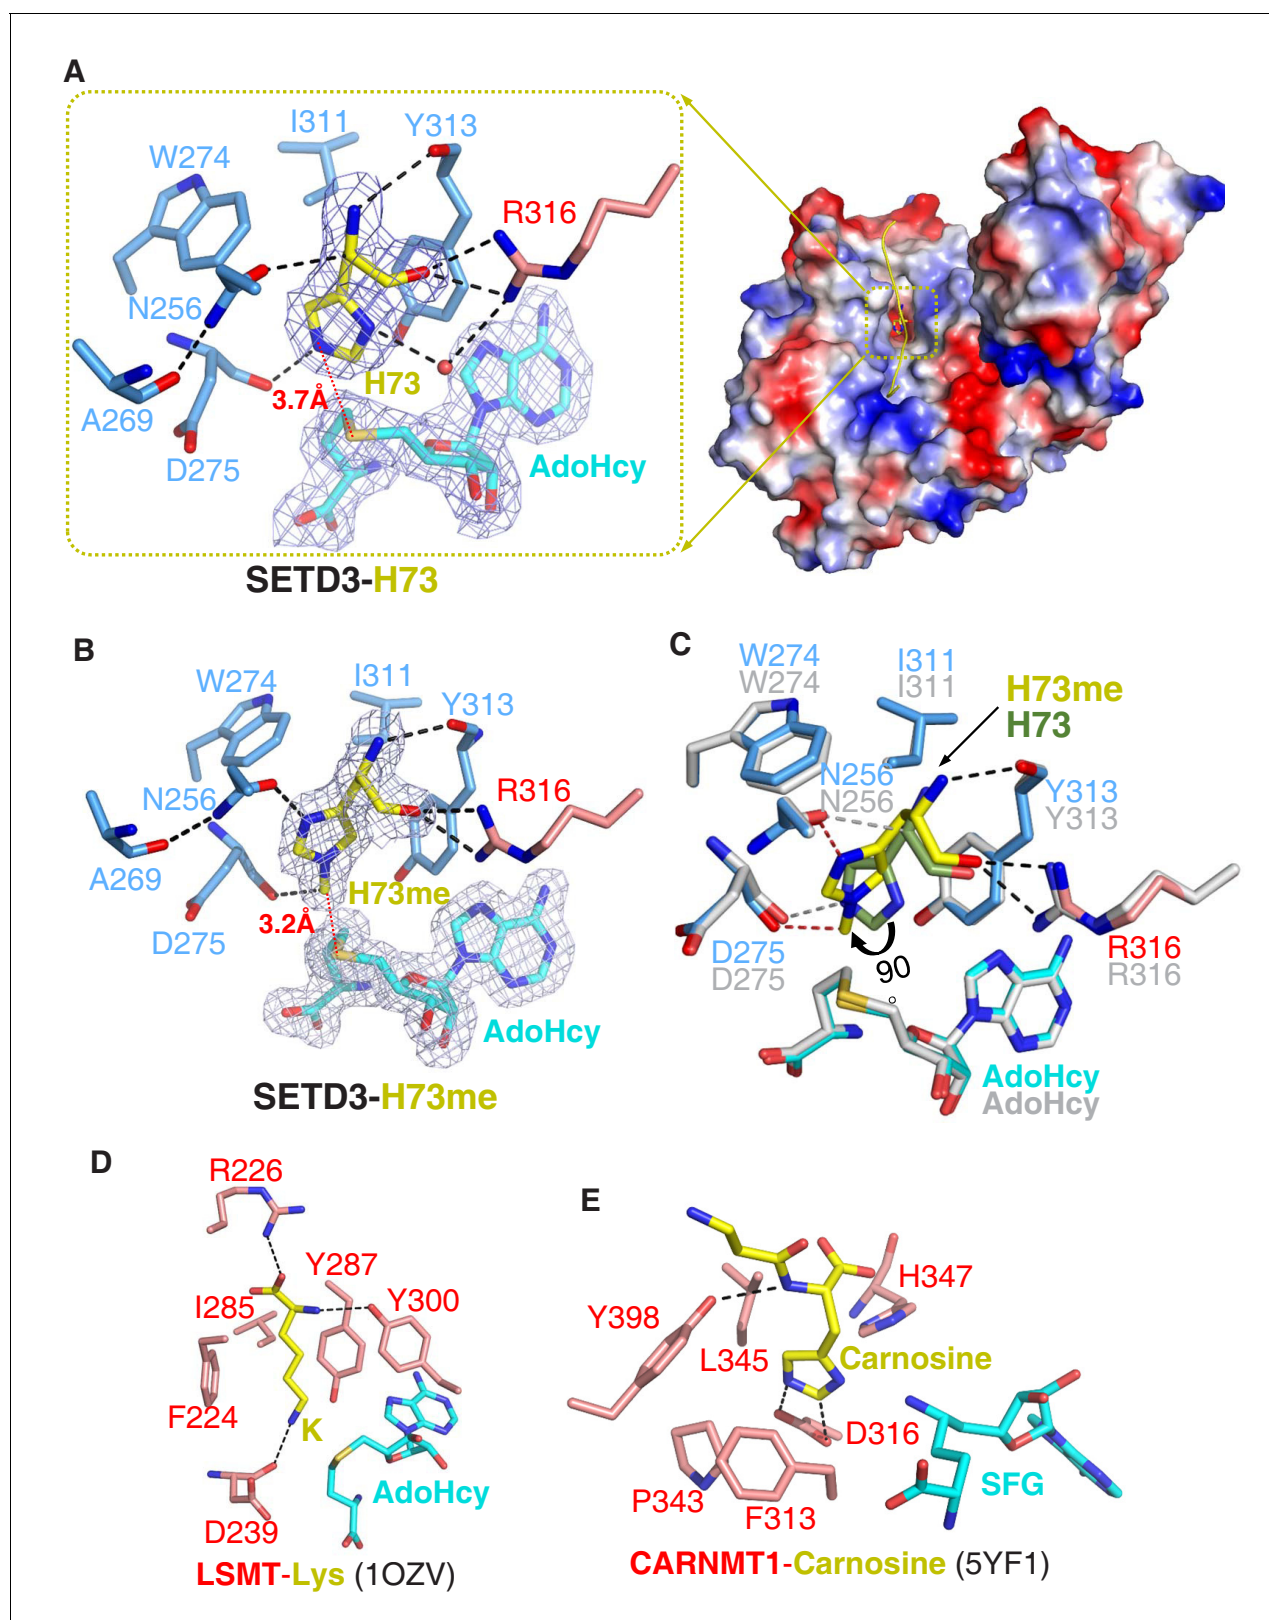 A
I311
Y313
W274
R316
N256
H73
3.7Å
A269
D275
AdoHcy
SETD3-H73
B
I311
W274
Y313
N256
R316
A269
H73me
D275
3.2Å
AdoHcy
SETD3-H73me
C
W274
W274
I311
I311
H73me
H73
N256
N256
Y313
Y313
D275
D275
90°
R316
R316
AdoHcy
AdoHcy
D
R226
Y287
I285
Y300
F224
K
AdoHcy
D239
LSMT-Lys (1OZV)
E
H347
Y398
L345
Carnosine
D316
SFG
P343
F313
CARNMT1-Carnosine (5YF1)